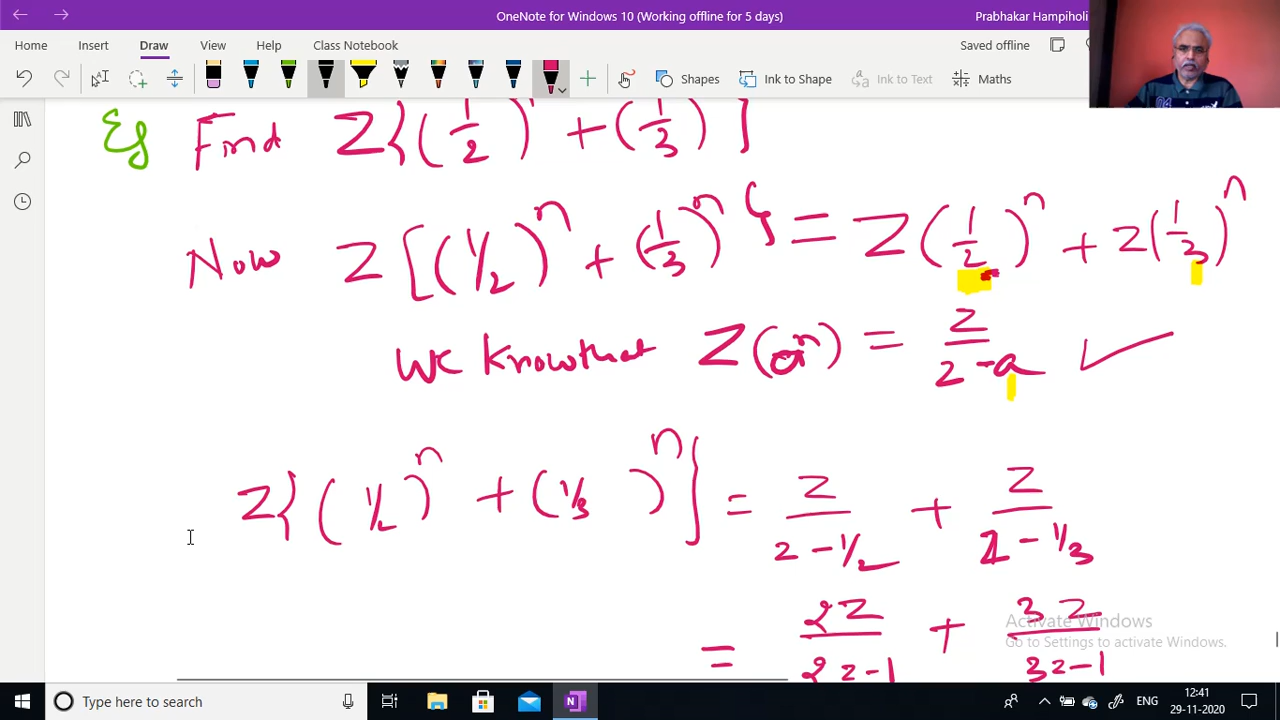 OneNote for Windows 10 (Working offline for 5 days)
Prabhakar Hampiholi
Home Insert Draw View Help Class Notebook
Saved offline
Shapes Ink to Shape Ink to Text Maths
Eg Find Z{(1/2)^n + (1/3)^n}
Now Z[(1/2)^n + (1/3)^n} = Z(1/2)^n + Z(1/3)^n
We know that Z(a^n) = z/(z-a) ✓
Z{(1/2)^n + (1/3)^n} = z/(z-1/2) + z/(z-1/3)
= 2z/(2z-1) + 3z/(3z-1)
Activate Windows
Go to Settings to activate Windows.
Type here to search
ENG
12:41
29-11-2020